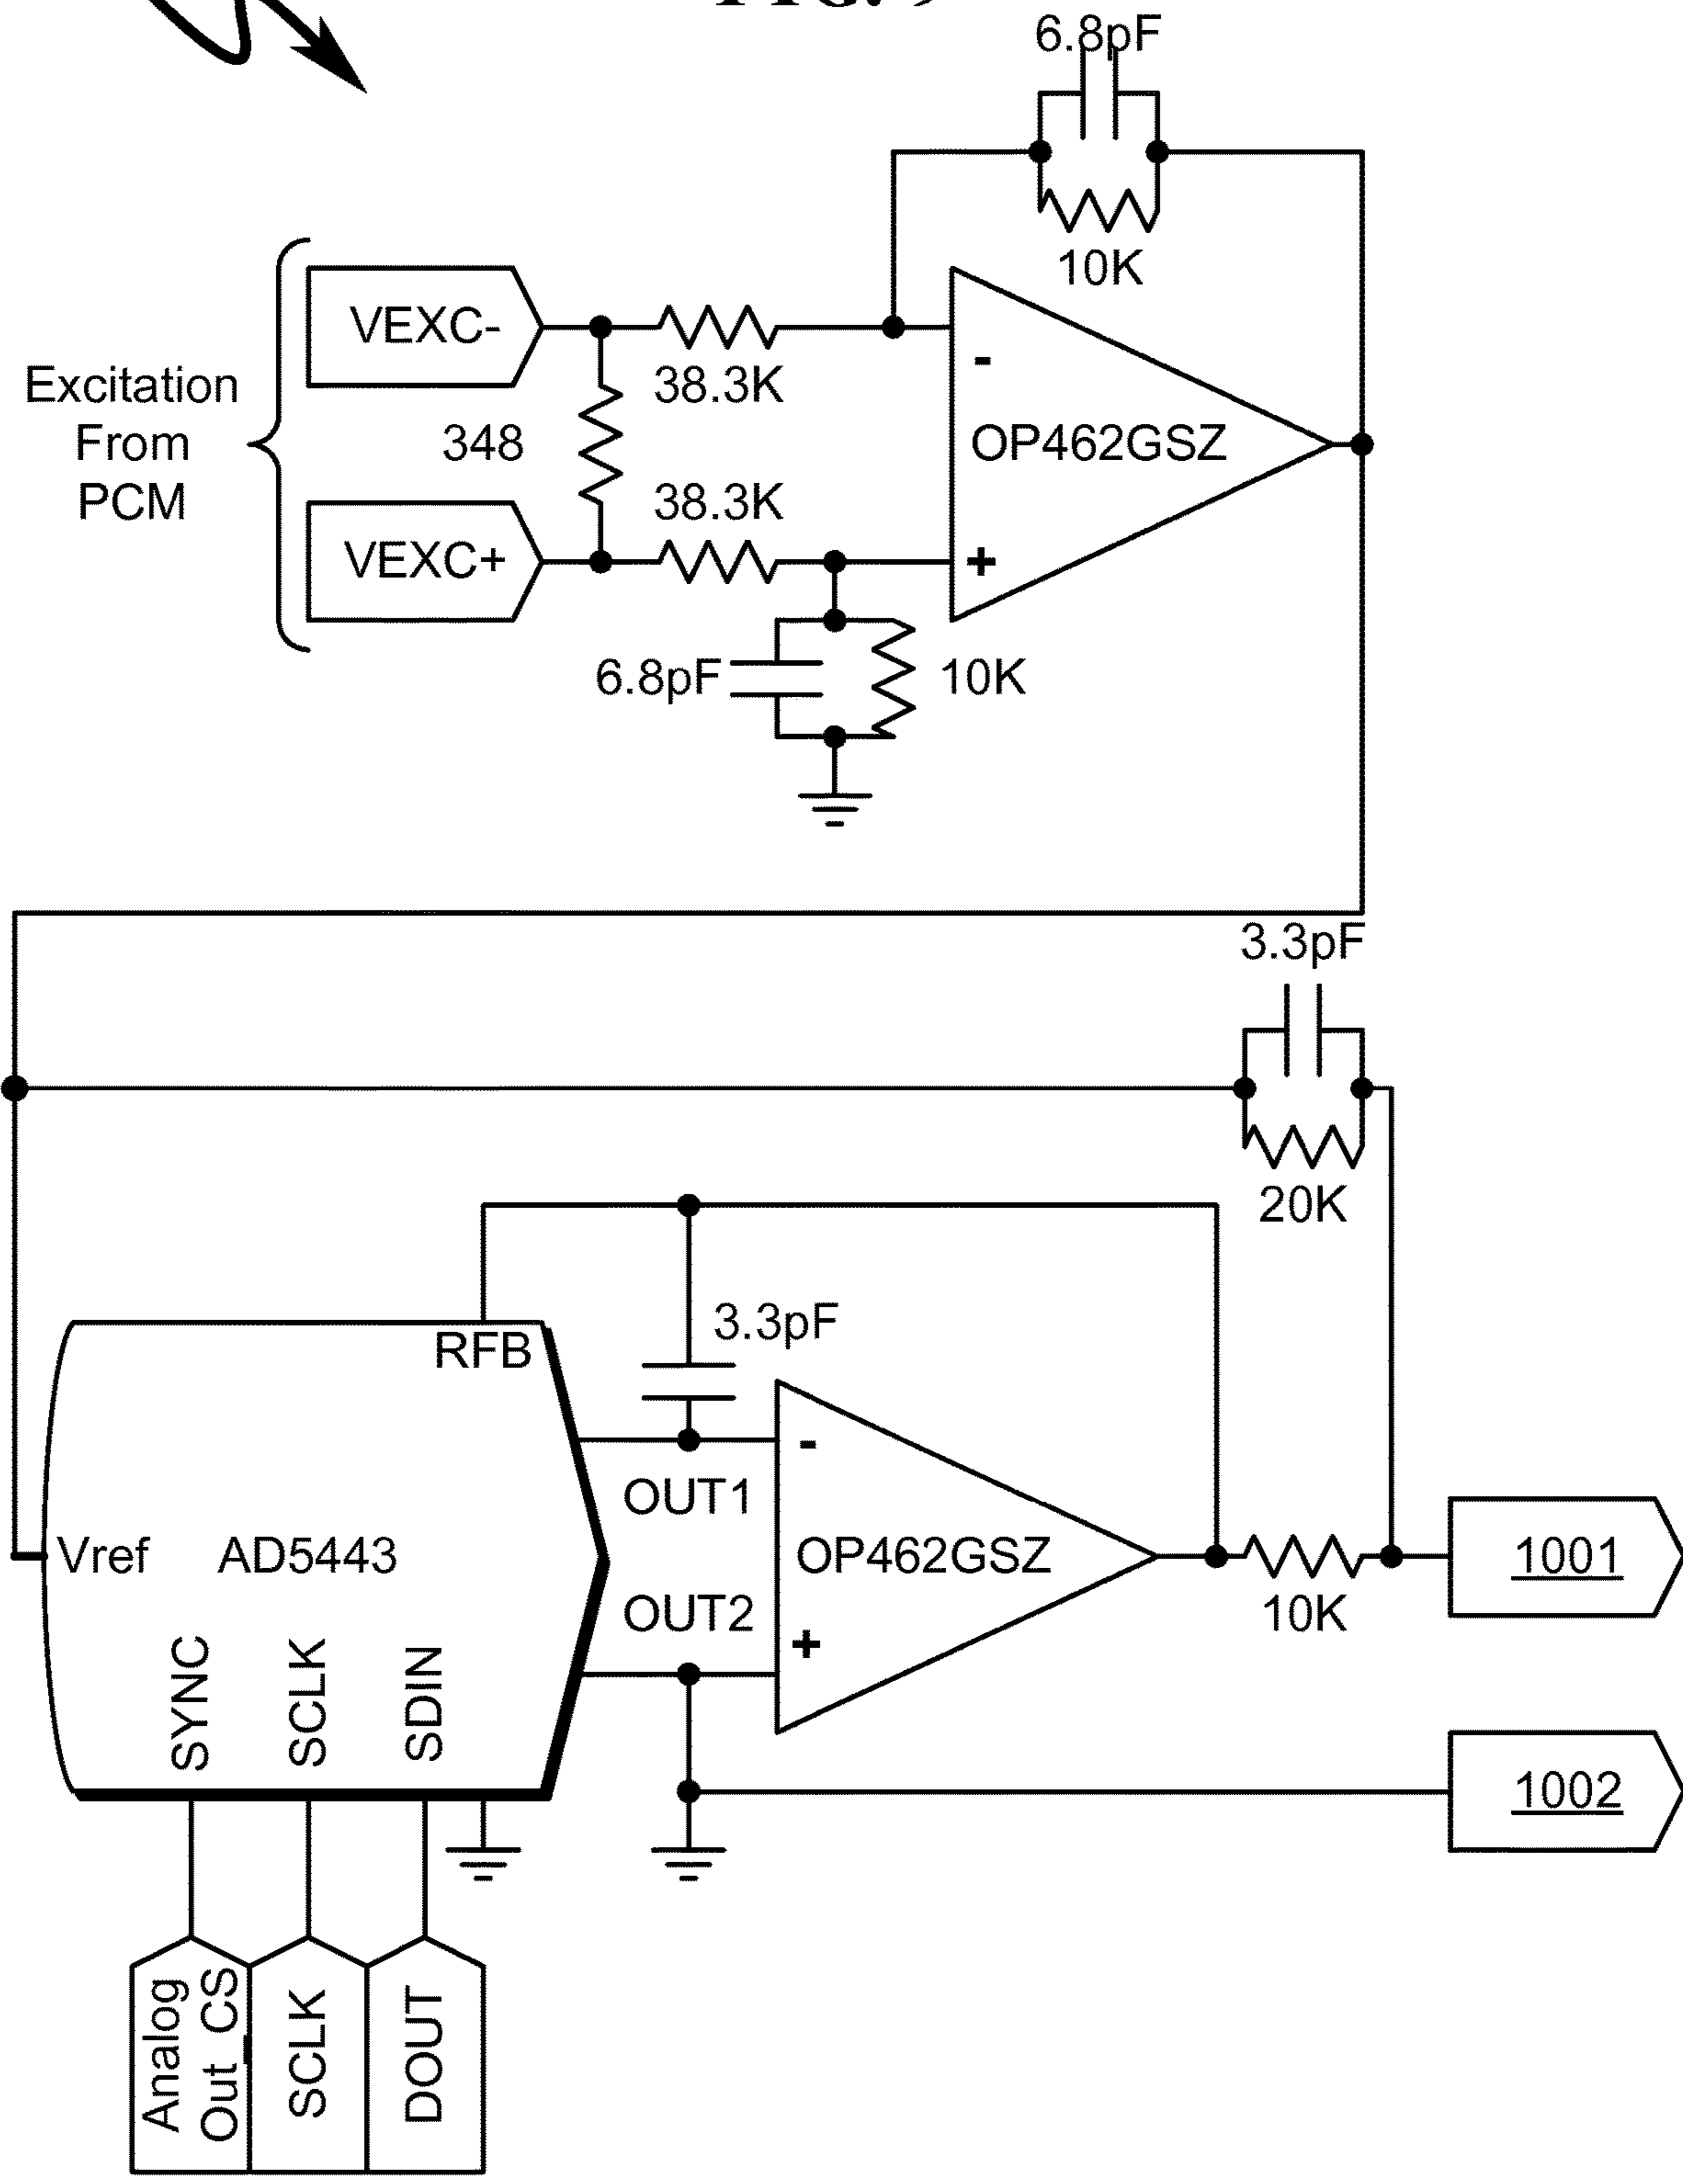 6.8pF
10K
VEXC-
38.3K
Excitation
From
PCM
348
OP462GSZ
-
38.3K
VEXC+
+
6.8pF
10K
3.3pF
20K
RFB
3.3pF
-
OUT1
Vref
AD5443
OP462GSZ
1001
OUT2
10K
+
SYNC
SCLK
SDIN
1002
Analog
Out_CS
SCLK
DOUT